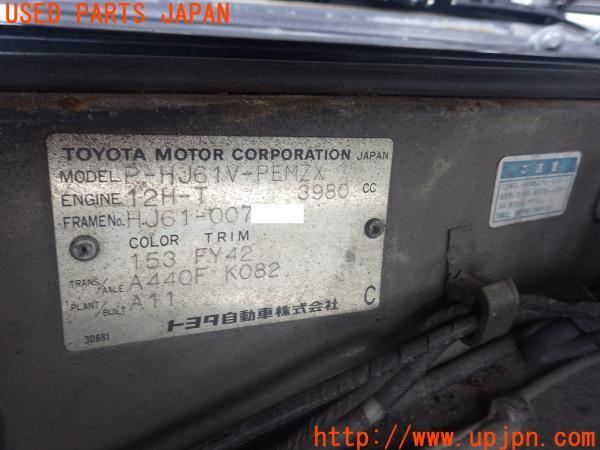 USED PARTS JAPAN
TOYOTA MOTOR CORPORATION JAPAN
MODEL P-HJ61V-PEMZX
ENGINE 12H-T 3980 CC
FRAME No. HJ61-007
COLOR TRIM
153 FY42
TRANS/AXLE A440F K082
PLANT/BUILT A11 C
30881 トヨタ自動車株式会社
ご注意
http://www.upjpn.com/